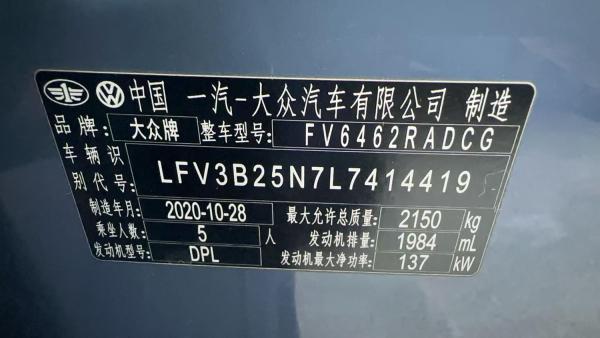 中国 一汽-大众汽车有限公司 制造
品牌: 大众牌 整车型号: FV6462RADCG
车辆识别代号: LFV3B25N7L7414419
制造年月: 2020-10-28 最大允许总质量: 2150 kg
乘坐人数: 5 人 发动机排量: 1984 mL
发动机型号: DPL 发动机最大净功率: 137 kW